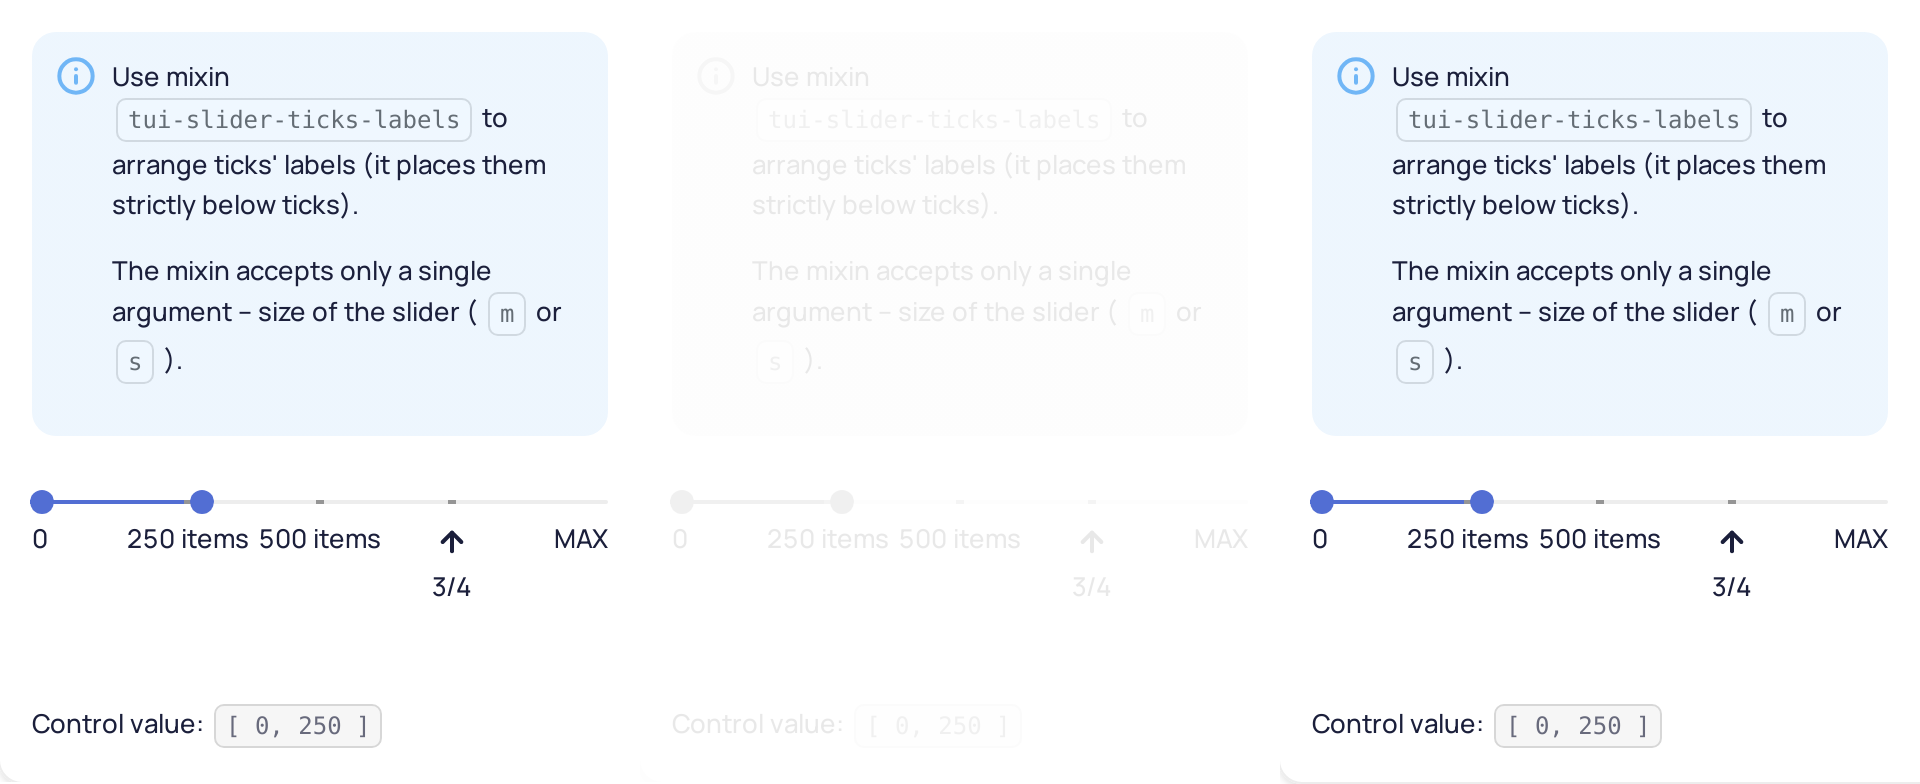 Use mixin
tui-slider-ticks-labels to
arrange ticks' labels (it places them
strictly below ticks).
The mixin accepts only a single
argument – size of the slider ( m or
s ).
0 250 items 500 items MAX
3/4
Control value: [ 0, 250 ]
Use mixin
tui-slider-ticks-labels to
arrange ticks' labels (it places them
strictly below ticks).
The mixin accepts only a single
argument – size of the slider ( m or
s ).
0 250 items 500 items MAX
3/4
Control value: [ 0, 250 ]
Use mixin
tui-slider-ticks-labels to
arrange ticks' labels (it places them
strictly below ticks).
The mixin accepts only a single
argument – size of the slider ( m or
s ).
0 250 items 500 items MAX
3/4
Control value: [ 0, 250 ]